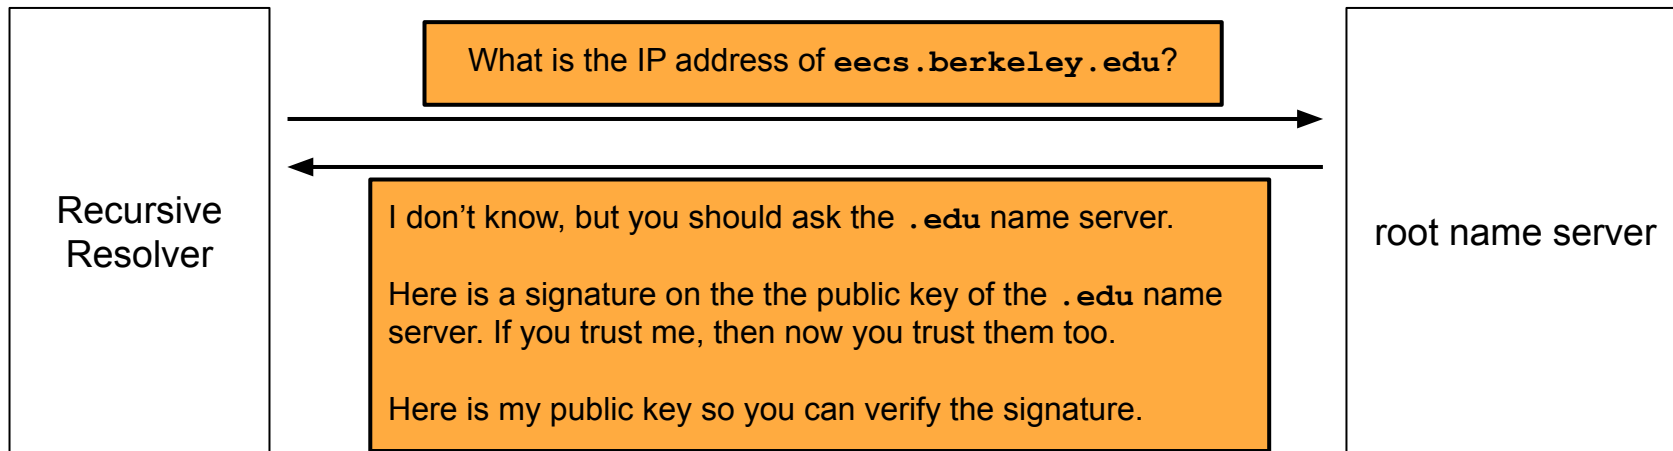 What is the IP address of eecs.berkeley.edu?
Recursive
Resolver
I don’t know, but you should ask the .edu name server.
Here is a signature on the the public key of the .edu name
server. If you trust me, then now you trust them too.
Here is my public key so you can verify the signature.
root name server